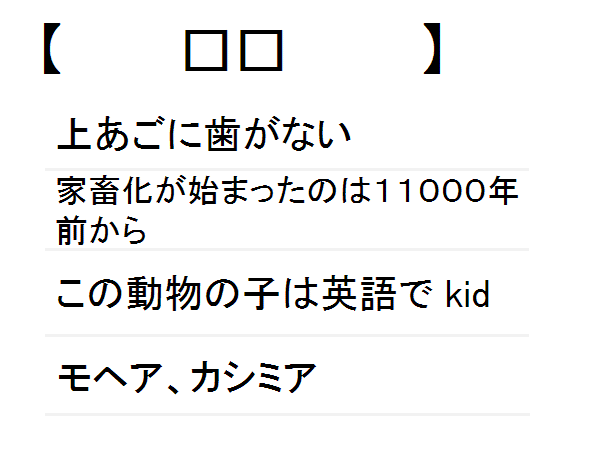 【　□□　】
上あごに歯がない
家畜化が始まったのは１１０００年
前から
この動物の子は英語で kid
モヘア、カシミア